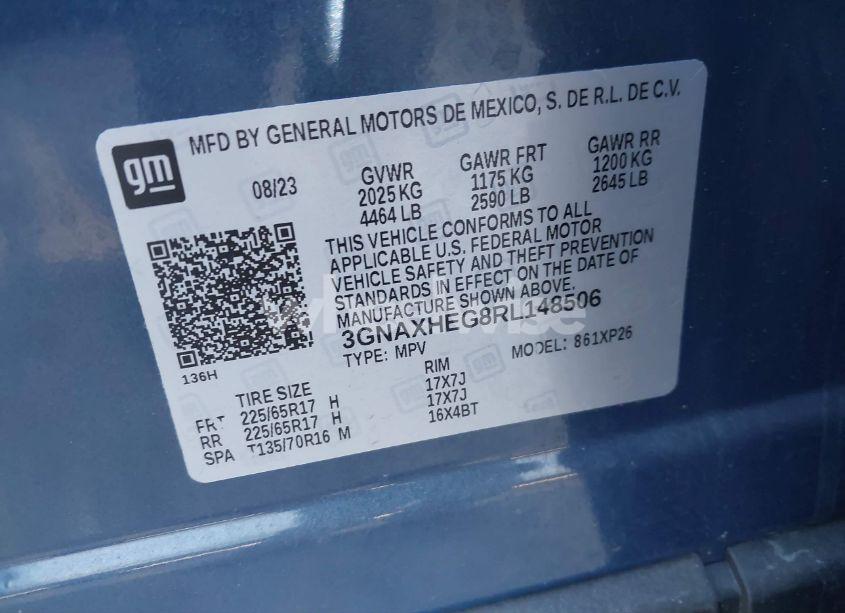 gm
MFD BY GENERAL MOTORS DE MEXICO, S. DE R.L. DE C.V.
08/23
GVWR
2025 KG
4464 LB
GAWR FRT
1175 KG
2590 LB
GAWR RR
1200 KG
2645 LB
THIS VEHICLE CONFORMS TO ALL
APPLICABLE U.S. FEDERAL MOTOR
VEHICLE SAFETY AND THEFT PREVENTION
STANDARDS IN EFFECT ON THE DATE OF
MANUFACTURE SHOWN ABOVE.
3GNAXHEG8RL148506
TYPE: MPV MODEL: 861XP26
136H
TIRE SIZE RIM
FRT 225/65R17 H 17X7J
RR 225/65R17 H 17X7J
SPA T135/70R16 M 16X4BT